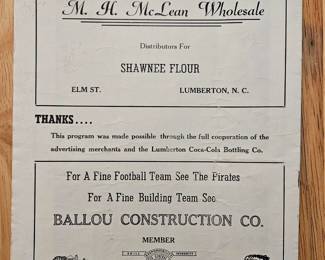 M. H. McLean Wholesale
Distributors For
SHAWNEE FLOUR
ELM ST. LUMBERTON, N. C.
THANKS....
This program was made possible through the full cooperation of the
advertising merchants and the Lumberton Coca-Cola Bottling Co.
For A Fine Football Team See The Pirates
For A Fine Building Team See
BALLOU CONSTRUCTION CO.
MEMBER
SKILL INTEGRITY